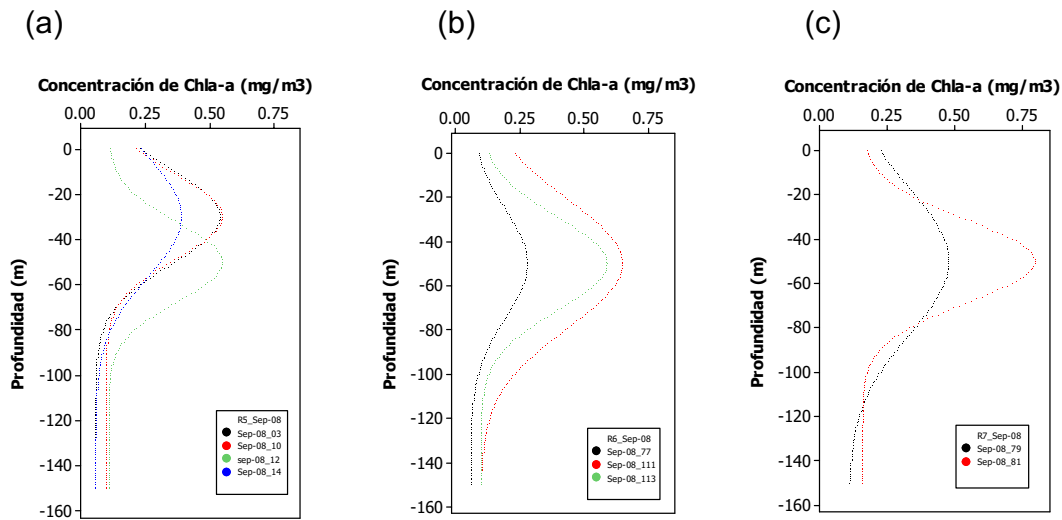 (a)
Concentración de Chla-a (mg/m3)
0.00 0.25 0.50 0.75
Profundidad (m)
0
-20
-40
-60
-80
-100
-120
-140
-160
R5_Sep-08
Sep-08_03
Sep-08_10
sep-08_12
Sep-08_14
(b)
Concentración de Chla-a (mg/m3)
0.00 0.25 0.50 0.75
Profundidad (m)
0
-20
-40
-60
-80
-100
-120
-140
-160
R6_Sep-08
Sep-08_77
Sep-08_111
Sep-08_113
(c)
Concentración de Chla-a (mg/m3)
0.00 0.25 0.50 0.75
Profundidad (m)
0
-20
-40
-60
-80
-100
-120
-140
-160
R7_Sep-08
Sep-08_79
Sep-08_81